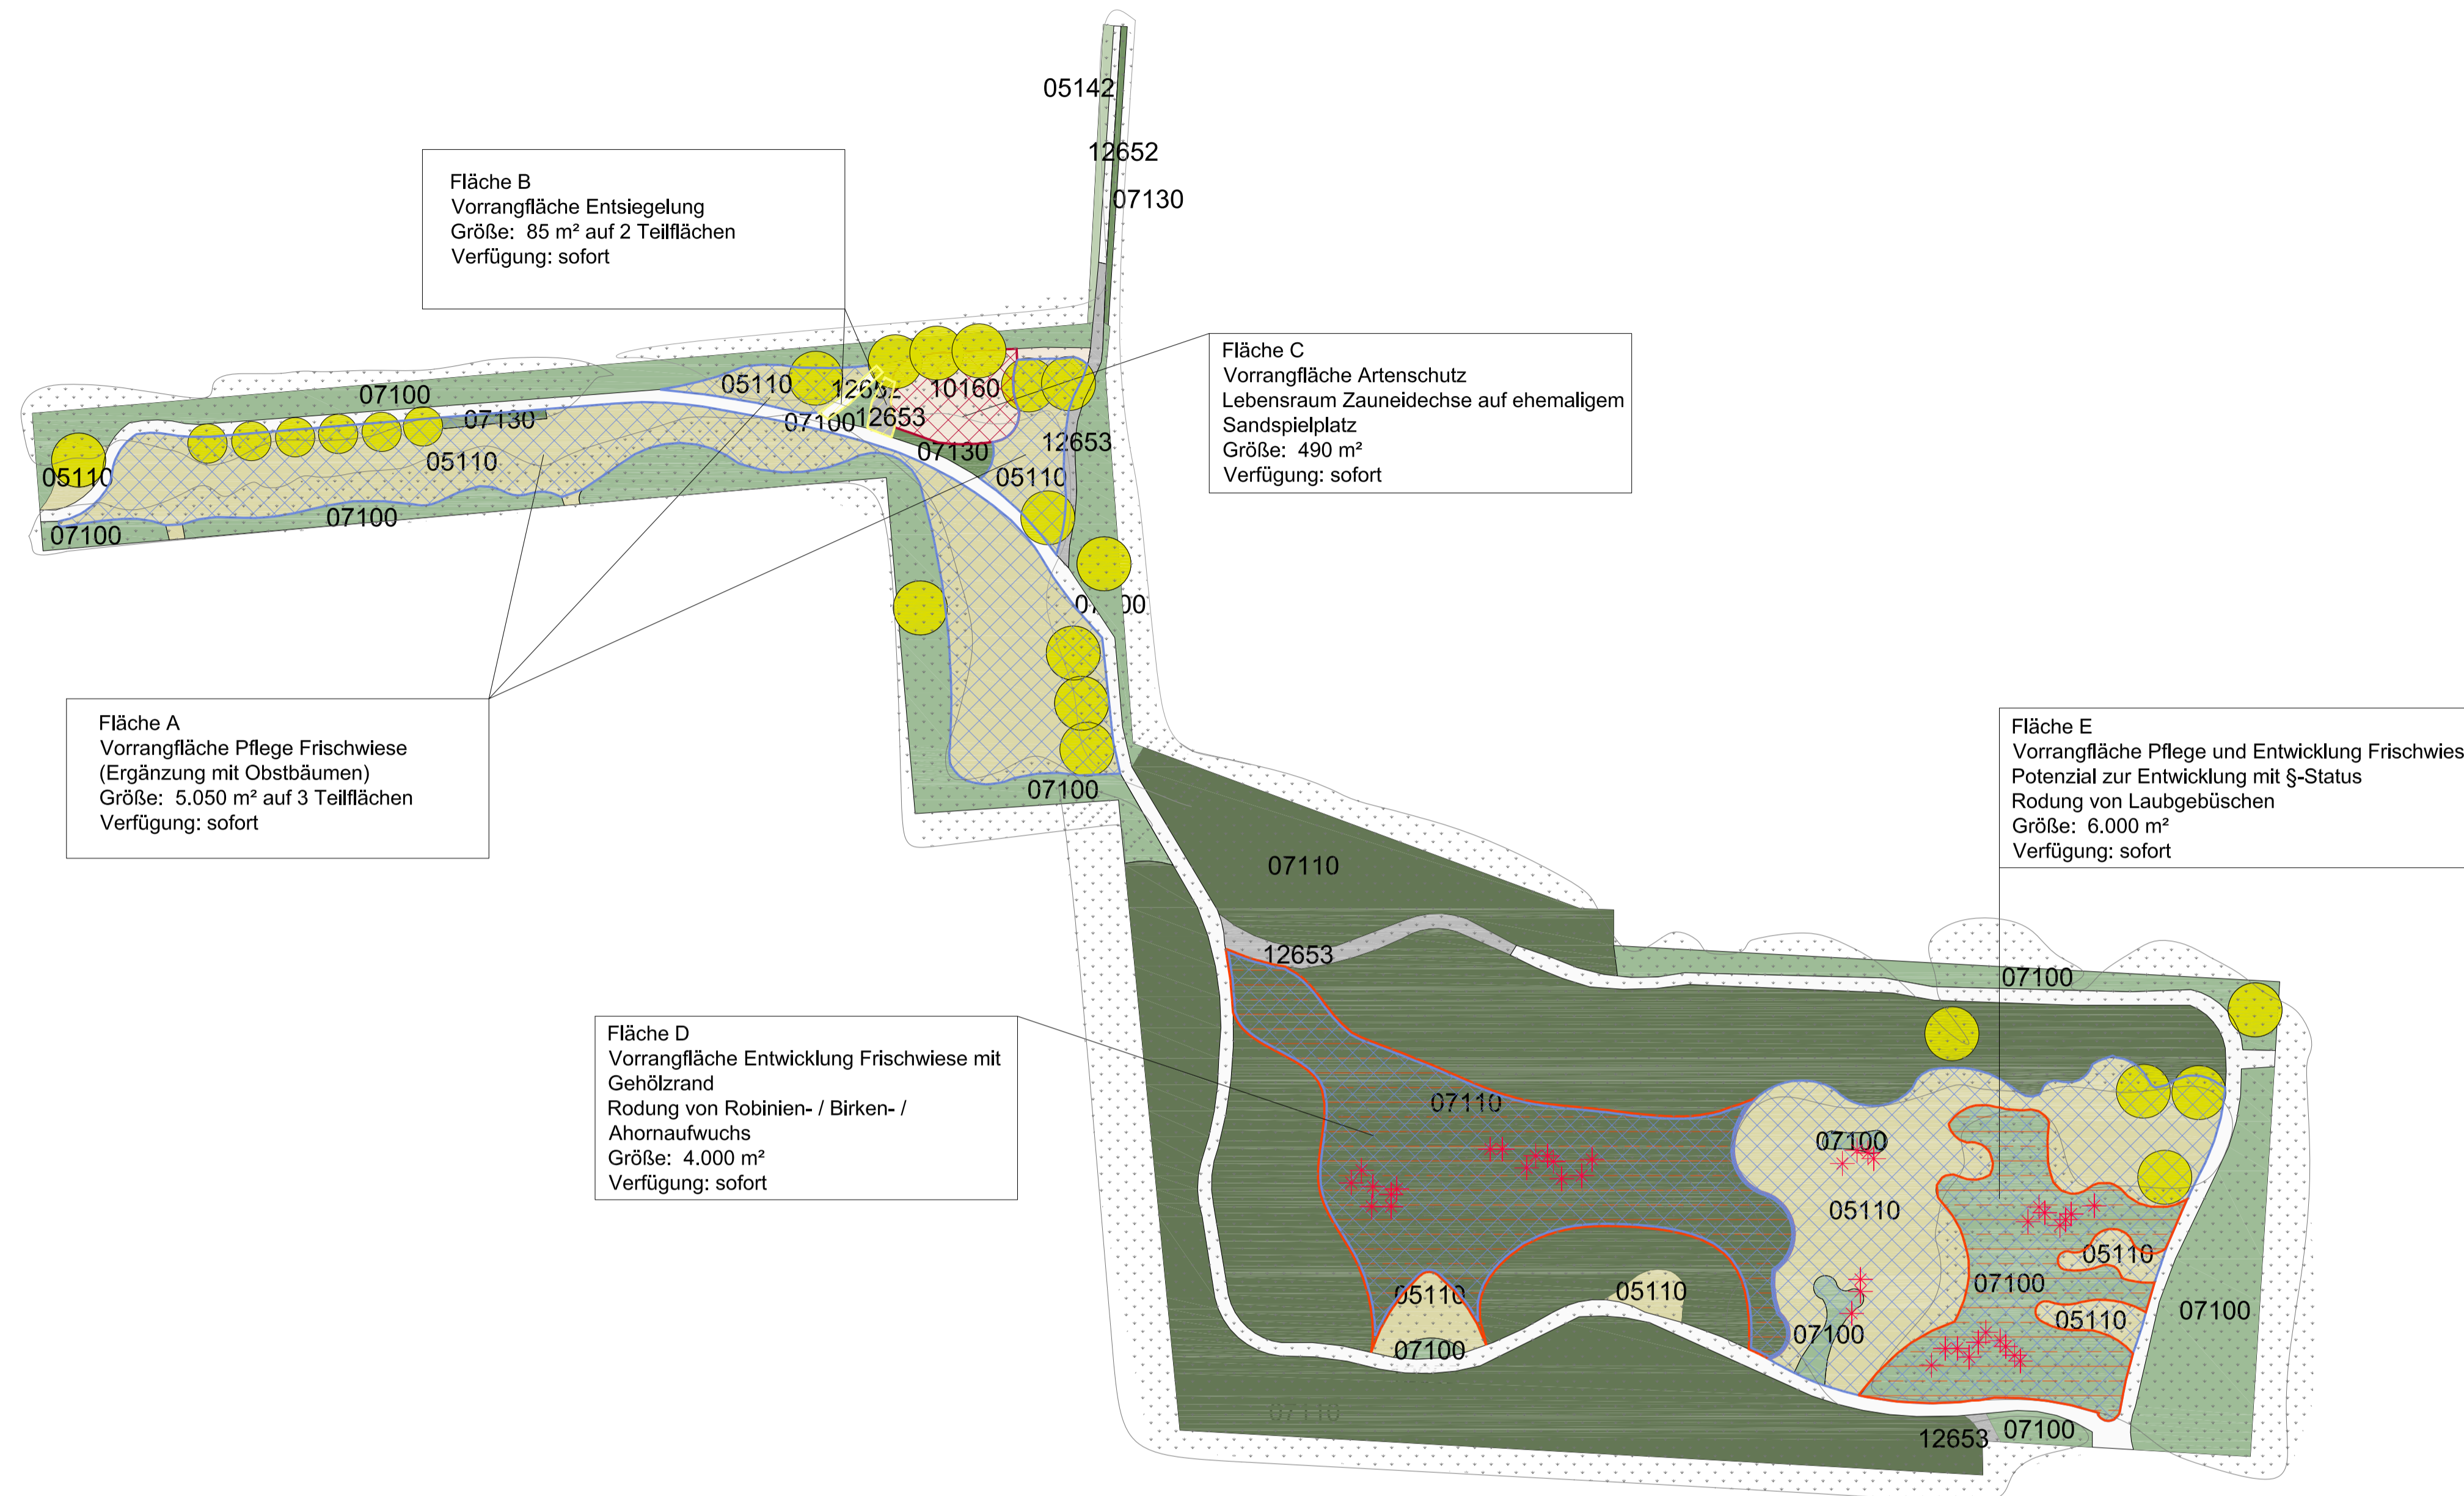 05142
12652
07130
Fläche B
Vorrangfläche Entsiegelung
Größe: 85 m² auf 2 Teilflächen
Verfügung: sofort
Fläche C
Vorrangfläche Artenschutz
Lebensraum Zauneidechse auf ehemaligem
Sandspielplatz
Größe: 490 m²
Verfügung: sofort
07100
07130
05110
12652
10160
07100
12653
07130
12653
05110
05110
05110
07100
07100
07100
07100
Fläche A
Vorrangfläche Pflege Frischwiese
(Ergänzung mit Obstbäumen)
Größe: 5.050 m² auf 3 Teilflächen
Verfügung: sofort
Fläche E
Vorrangfläche Pflege und Entwicklung Frischwies
Potenzial zur Entwicklung mit §-Status
Rodung von Laubgebüschen
Größe: 6.000 m²
Verfügung: sofort
07110
12653
07100
Fläche D
Vorrangfläche Entwicklung Frischwiese mit
Gehölzrand
Rodung von Robinien- / Birken- /
Ahornaufwuchs
Größe: 4.000 m²
Verfügung: sofort
07110
07100
05110
05110
07100
05110
05110
05110
07100
07100
07100
07110
12653
07100